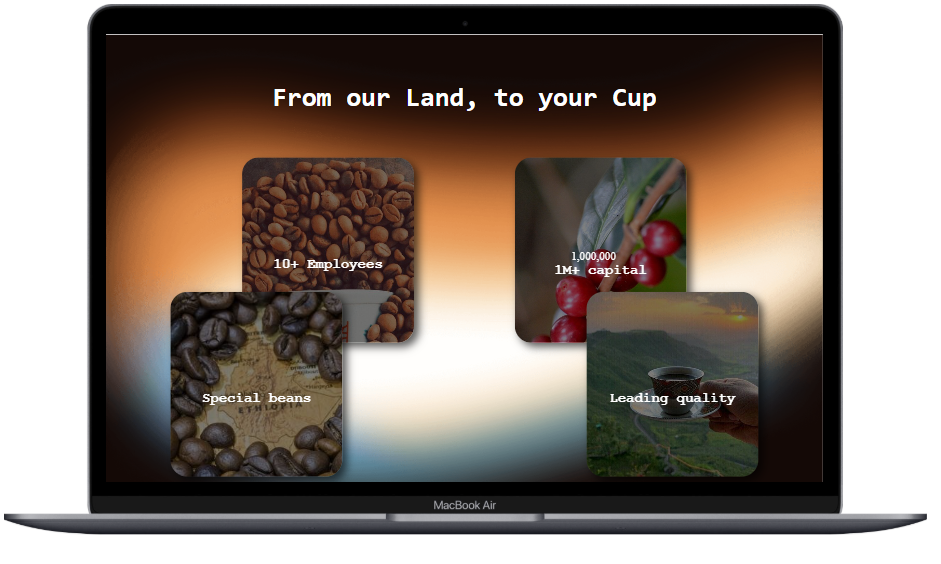 From our Land, to your Cup
10+ Employees
1,000,000
1M+ capital
Special beans
ETHIOPIA
Leading quality
MacBook Air